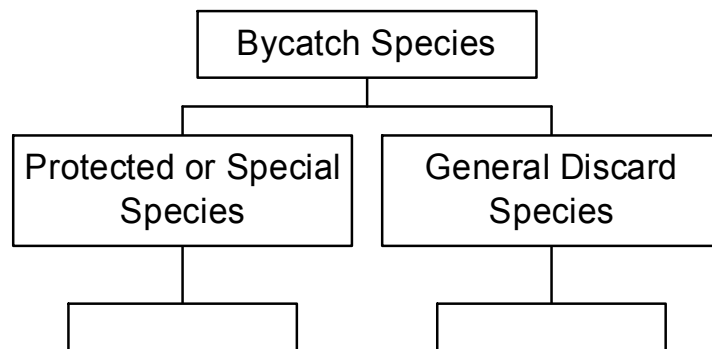 Bycatch Species
Protected or Special
Species
General Discard
Species